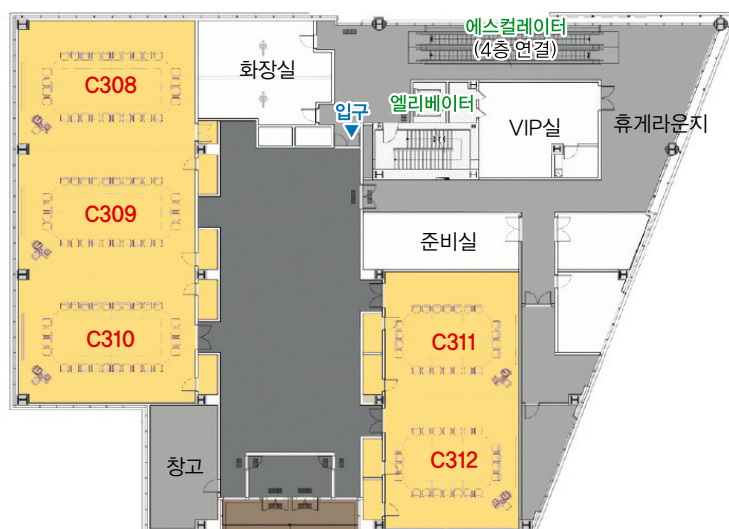 에스컬레이터
(4층 연결)
C308
화장실
엘리베이터
입구
VIP실
휴게라운지
C309
준비실
C310
C311
C312
창고